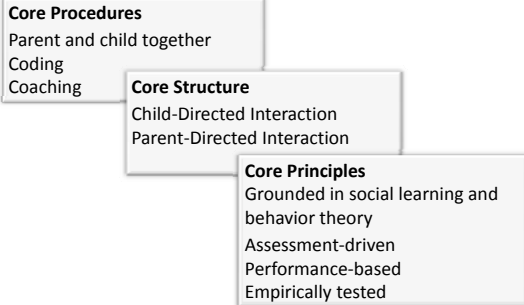 Core Procedures
Parent and child together
Coding
Coaching
Core Structure
Child-Directed Interaction
Parent-Directed Interaction
Core Principles
Grounded in social learning and
behavior theory
Assessment-driven
Performance-based
Empirically tested